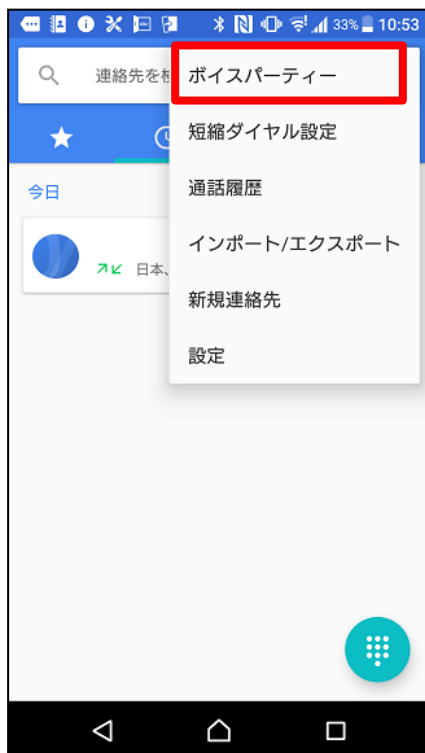 33% 10:53
連絡先を検
ボイスパーティー
短縮ダイヤル設定
今日
通話履歴
日本、
インポート/エクスポート
新規連絡先
設定